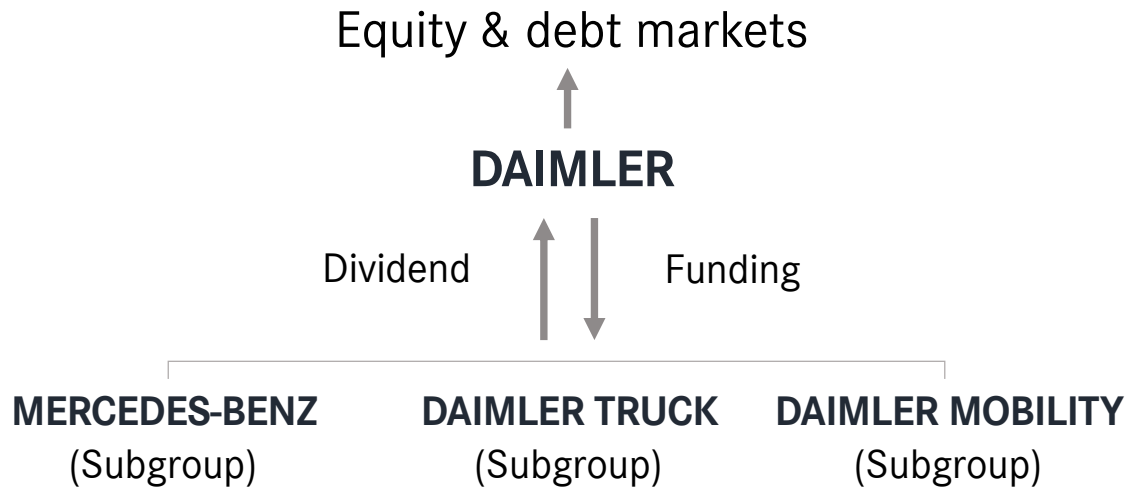 Equity & debt markets
DAIMLER
Dividend Funding
MERCEDES-BENZ DAIMLER TRUCK DAIMLER MOBILITY
(Subgroup) (Subgroup) (Subgroup)